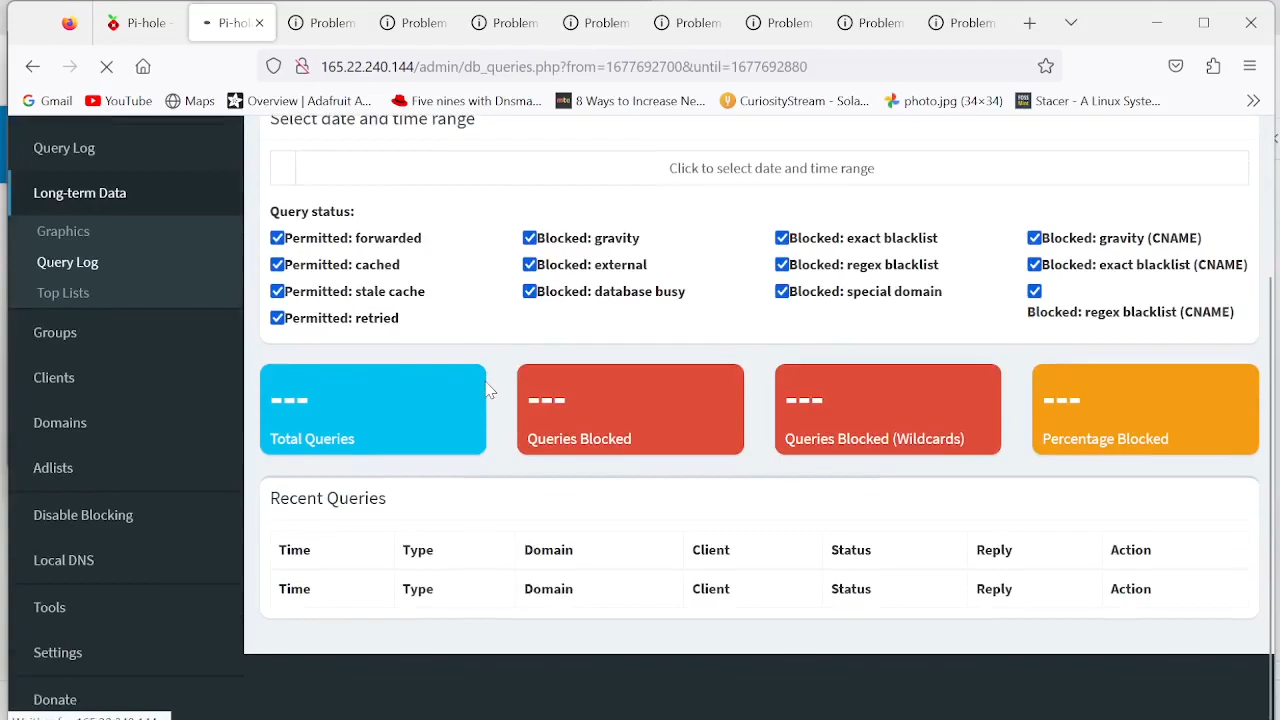 Pi-hole - Pi-hol Problem Problem Problem Problem Problem Problem Problem Problem
165.22.240.144/admin/db_queries.php?from=1677692700&until=1677692880
Gmail YouTube Maps Overview | Five nines with Dnsma... 8 Ways to Increase Ne... CuriosityStream - Sola... photo.jpg (34×34) Stacer - A Linux Syste...
Select date and time range
Query Log
Click to select date and time range
Long-term Data
Query status:
Graphics
Permitted: forwarded Blocked: gravity Blocked: exact blacklist Blocked: gravity (CNAME)
Query Log
Permitted: cached Blocked: external Blocked: regex blacklist Blocked: exact blacklist (CNAME)
Top Lists
Permitted: stale cache Blocked: database busy Blocked: special domain
Blocked: regex blacklist (CNAME)
Permitted: retried
Groups
Clients
--- --- --- ---
Domains
Total Queries Queries Blocked Queries Blocked (Wildcards) Percentage Blocked
Adlists
Recent Queries
Disable Blocking
Time Type Domain Client Status Reply Action
Local DNS
Time Type Domain Client Status Reply Action
Tools
Settings
Donate